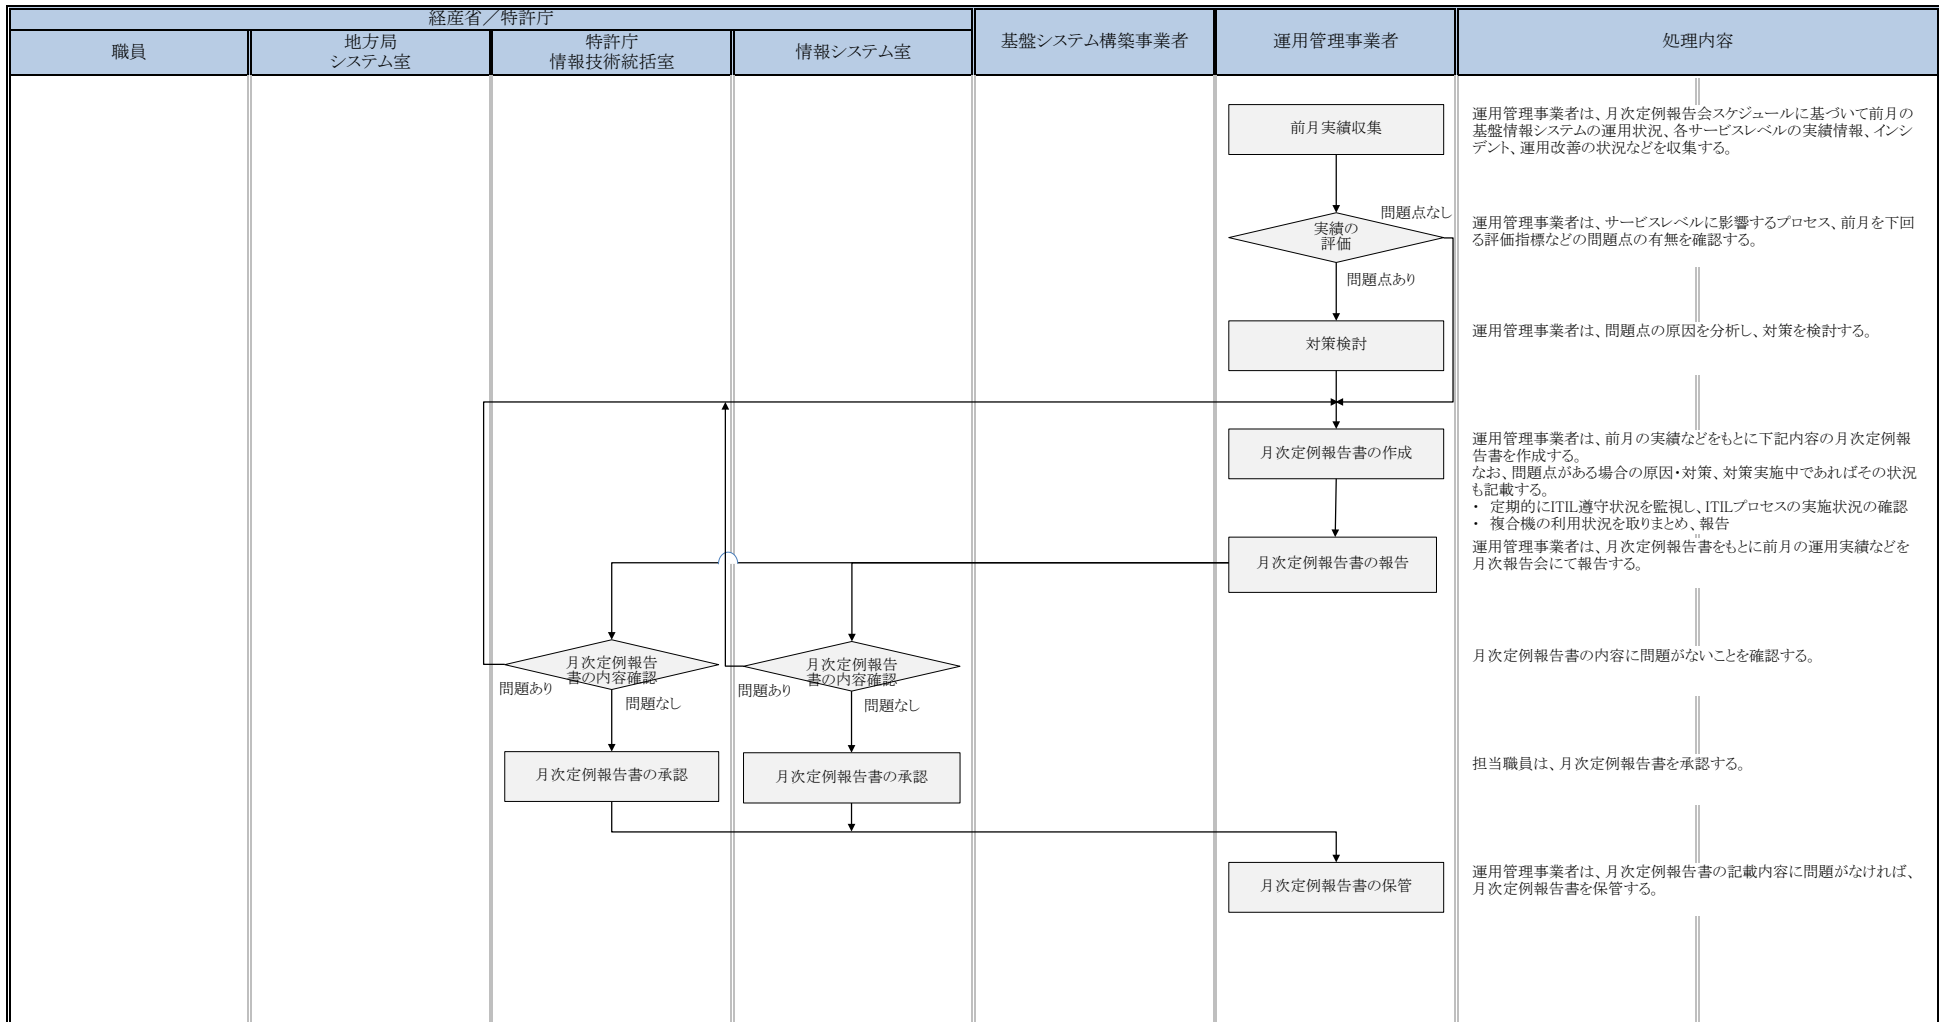 経産省／特許庁
職員
地方局
システム室
特許庁
情報技術統括室
情報システム室
基盤システム構築事業者
運用管理事業者
処理内容
前月実績収集
運用管理事業者は、月次定例報告会スケジュールに基づいて前月の
基盤情報システムの運用状況、各サービスレベルの実績情報、インシ
デント、運用改善の状況などを収集する。
問題点なし
実績の
評価
運用管理事業者は、サービスレベルに影響するプロセス、前月を下回
る評価指標などの問題点の有無を確認する。
問題点あり
対策検討
運用管理事業者は、問題点の原因を分析し、対策を検討する。
月次定例報告書の作成
運用管理事業者は、前月の実績などをもとに下記内容の月次定例報
告書を作成する。
なお、問題点がある場合の原因・対策、対策実施中であればその状況
も記載する。
・ 定期的にITIL遵守状況を監視し、ITILプロセスの実施状況の確認
・ 複合機の利用状況を取りまとめ、報告
月次定例報告書の報告
運用管理事業者は、月次定例報告書をもとに前月の運用実績などを
月次報告会にて報告する。
月次定例報告
書の内容確認
月次定例報告
書の内容確認
月次定例報告書の内容に問題がないことを確認する。
問題あり
問題なし
問題あり
問題なし
月次定例報告書の承認
月次定例報告書の承認
担当職員は、月次定例報告書を承認する。
月次定例報告書の保管
運用管理事業者は、月次定例報告書の記載内容に問題がなければ、
月次定例報告書を保管する。